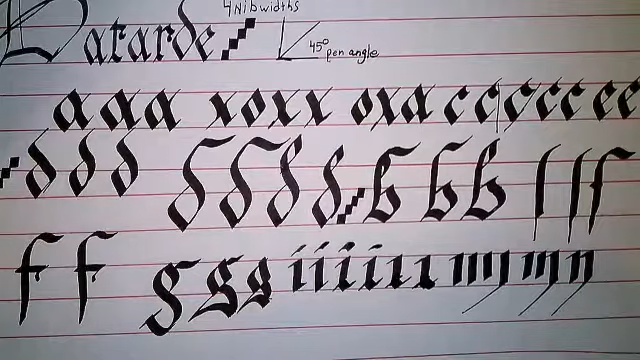 Batarde 4 Nib widths 45° pen angle
a a a x o x x o x a c c c c c c e e
d d d d d d d b b b l l f
f f g g g i i i i i ı ı m m n